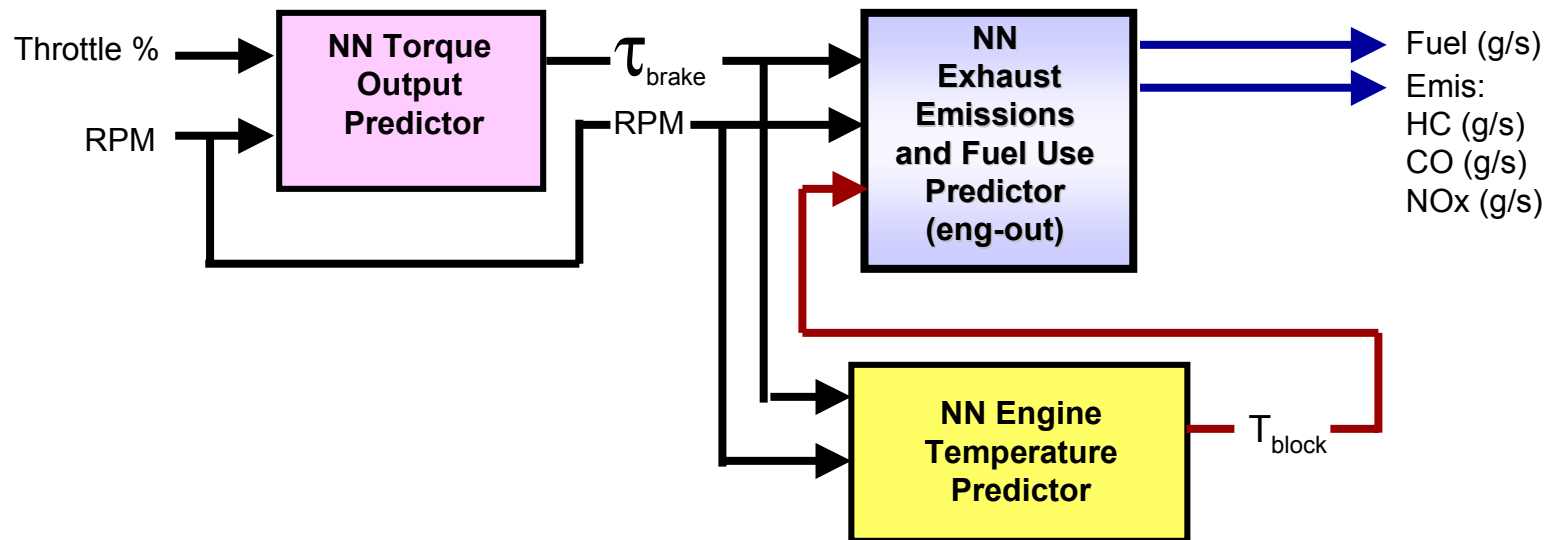 Throttle %
RPM
NN Torque
Output
Predictor
τbrake
RPM
NN
Exhaust
Emissions
and Fuel Use
Predictor
(eng-out)
Fuel (g/s)
Emis:
HC (g/s)
CO (g/s)
NOx (g/s)
NN Engine
Temperature
Predictor
Tblock